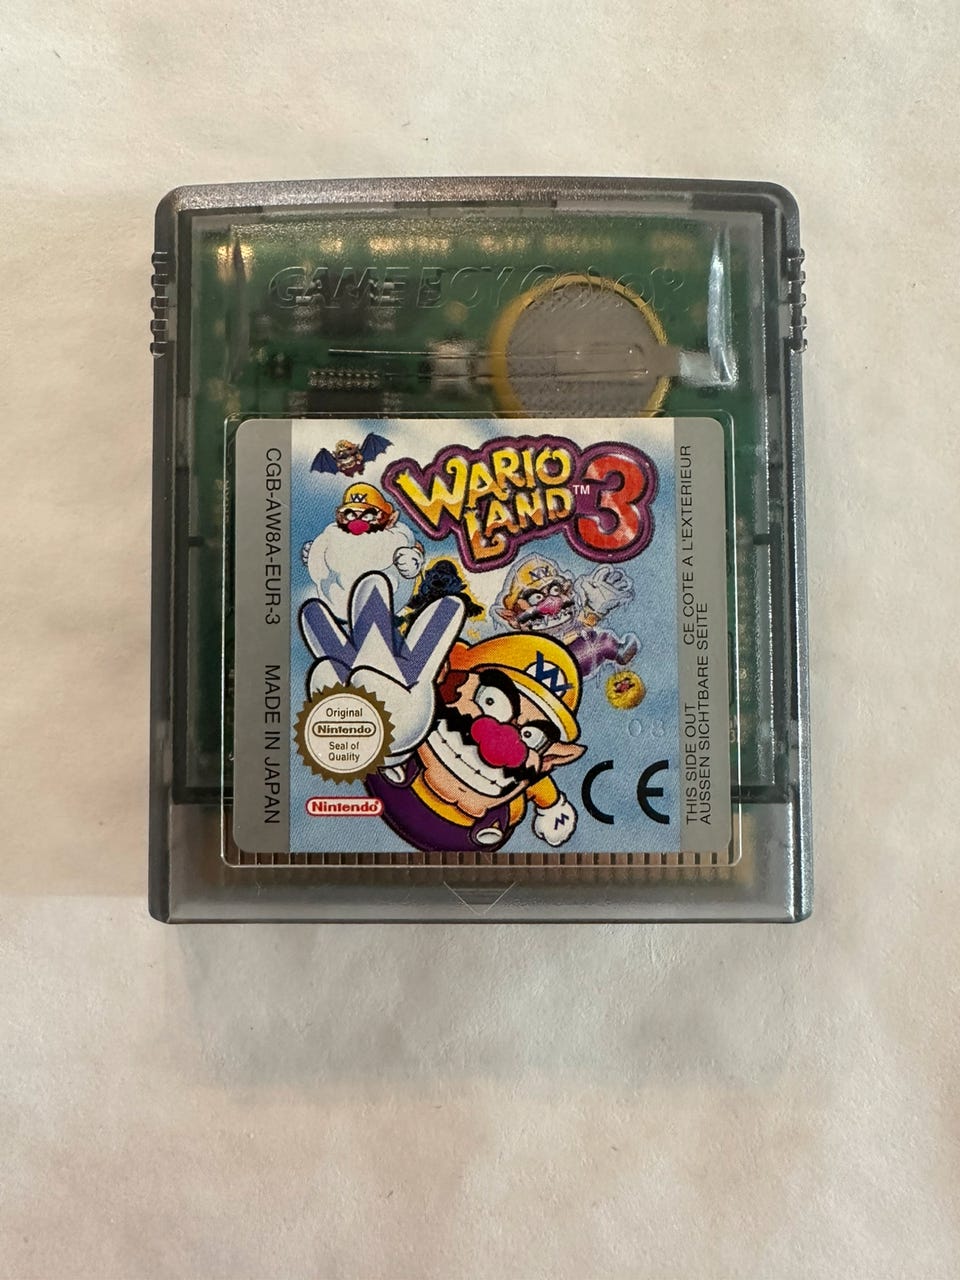 GAME BOY COLOR
WARIO
LAND™ 3
CGB-AW8A-EUR-3 MADE IN JAPAN
W
Original
Nintendo
Seal of
Quality
Nintendo®
CE
THIS SIDE OUT CE COTE A L'EXTERIEUR
AUSSEN SICHTBARE SEITE